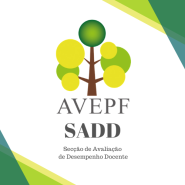 AVEPF
SADD
Secção de Avaliação
de Desempenho Docente